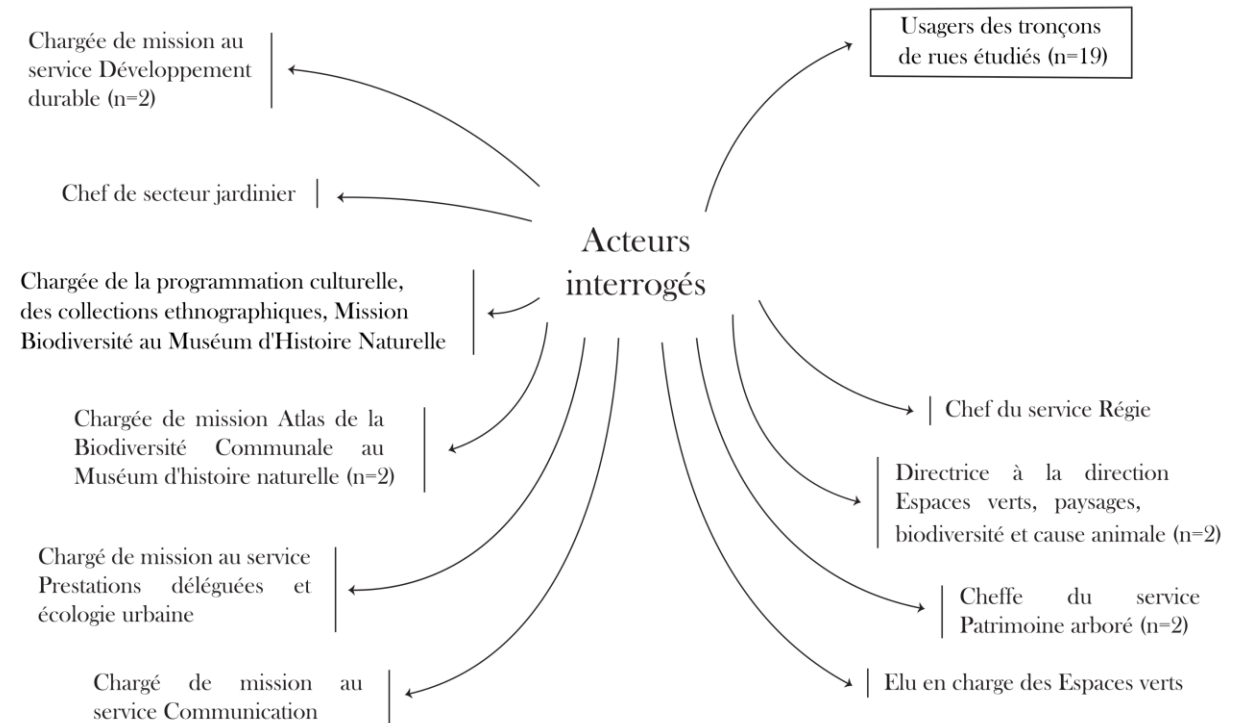 Chargée de mission au
service Développement
durable (n=2)
Usagers des tronçons
de rues étudiés (n=19)
Chef de secteur jardinier
Acteurs
interrogés
Chargée de la programmation culturelle,
des collections ethnographiques, Mission
Biodiversité au Muséum d'Histoire Naturelle
Chargée de mission Atlas de la
Biodiversité Communale au
Muséum d'histoire naturelle (n=2)
Chef du service Régie
Directrice à la direction
Espaces verts, paysages,
biodiversité et cause animale (n=2)
Chargé de mission au service
Prestations déléguées et
écologie urbaine
Cheffe du service
Patrimoine arboré (n=2)
Chargé de mission au
service Communication
Elu en charge des Espaces verts